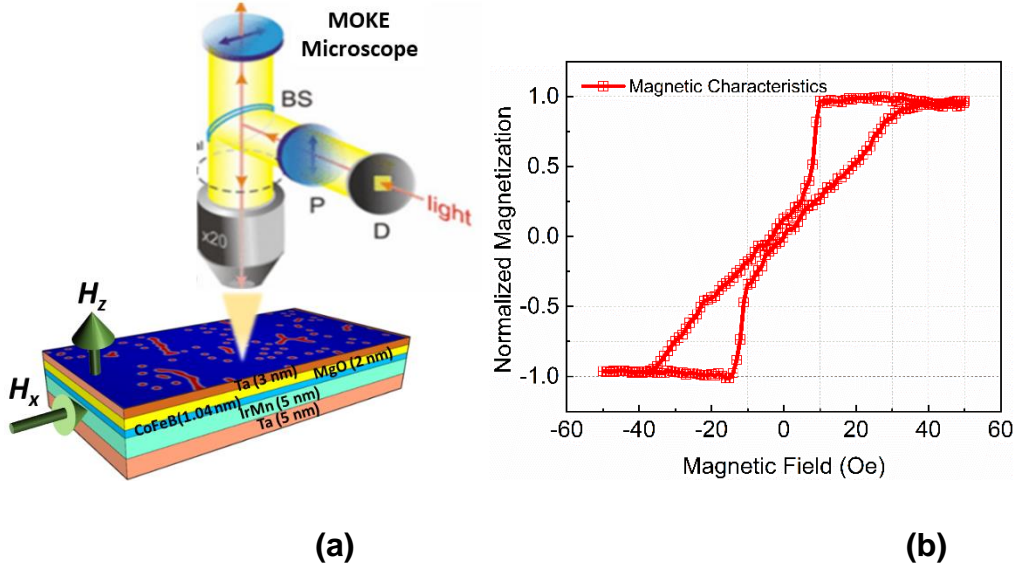 MOKE
Microscope
BS
al
P
D
light
x20
Hz
Hx
Ta (3 nm)
MgO (2 nm)
CoFeB(1.04 nm)
IrMn (5 nm)
Ta (5 nm)
(a)
Magnetic Characteristics
Normalized Magnetization
1.0
0.5
0.0
-0.5
-1.0
-60 -40 -20 0 20 40 60
Magnetic Field (Oe)
(b)